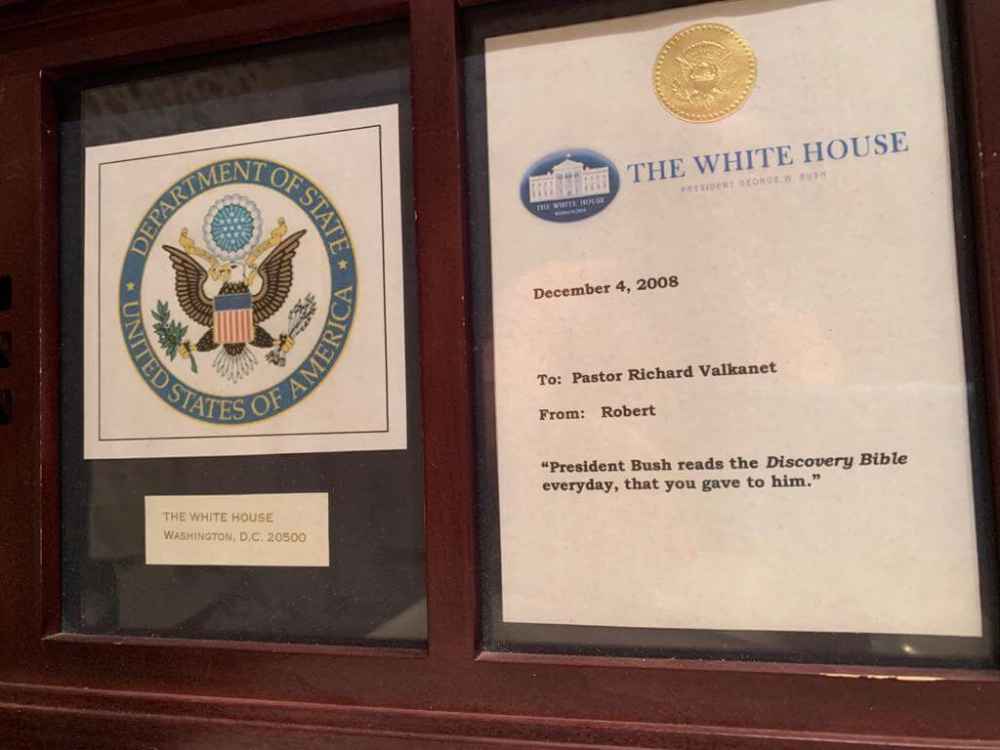 DEPARTMENT OF STATE
UNITED STATES OF AMERICA
THE WHITE HOUSE
WASHINGTON, D.C. 20500
THE WHITE HOUSE
PRESIDENT GEORGE W. BUSH
THE WHITE HOUSE
December 4, 2008
To: Pastor Richard Valkanet
From: Robert
“President Bush reads the Discovery Bible
everyday, that you gave to him.”